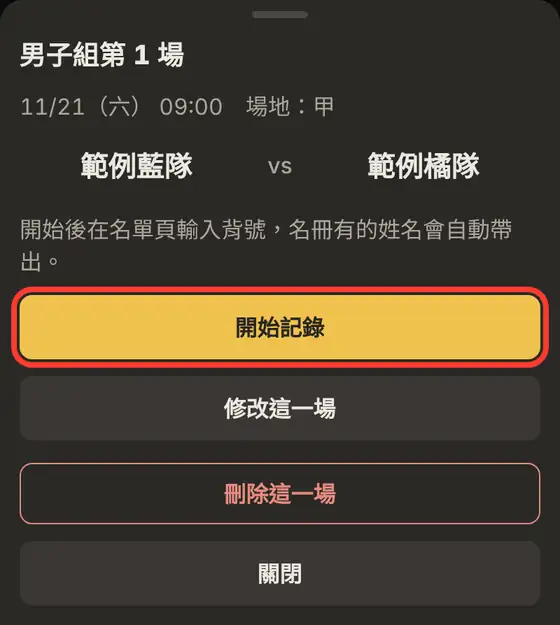 男子組第 1 場
11/21（六） 09:00　場地：甲
範例藍隊 vs 範例橘隊
開始後在名單頁輸入背號，名冊有的姓名會自動帶
出。
開始記錄
修改這一場
刪除這一場
關閉